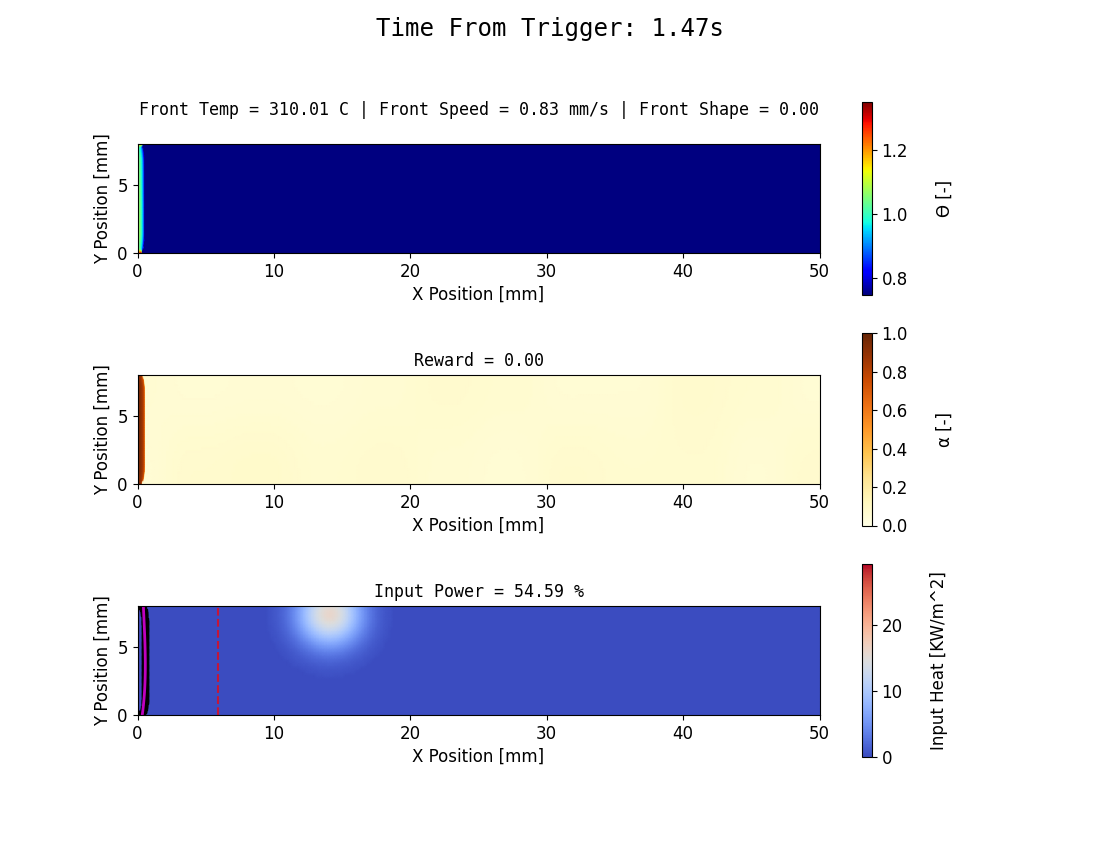 Time From Trigger: 1.47s
Front Temp = 310.01 C | Front Speed = 0.83 mm/s | Front Shape = 0.00
Y Position [mm]
5
0
0 10 20 30 40 50
X Position [mm]
1.2
1.0
0.8
Θ [-]
Reward = 0.00
Y Position [mm]
5
0
0 10 20 30 40 50
X Position [mm]
1.0
0.8
0.6
0.4
0.2
0.0
α [-]
Input Power = 54.59 %
Y Position [mm]
5
0
0 10 20 30 40 50
X Position [mm]
20
10
0
Input Heat [KW/m^2]